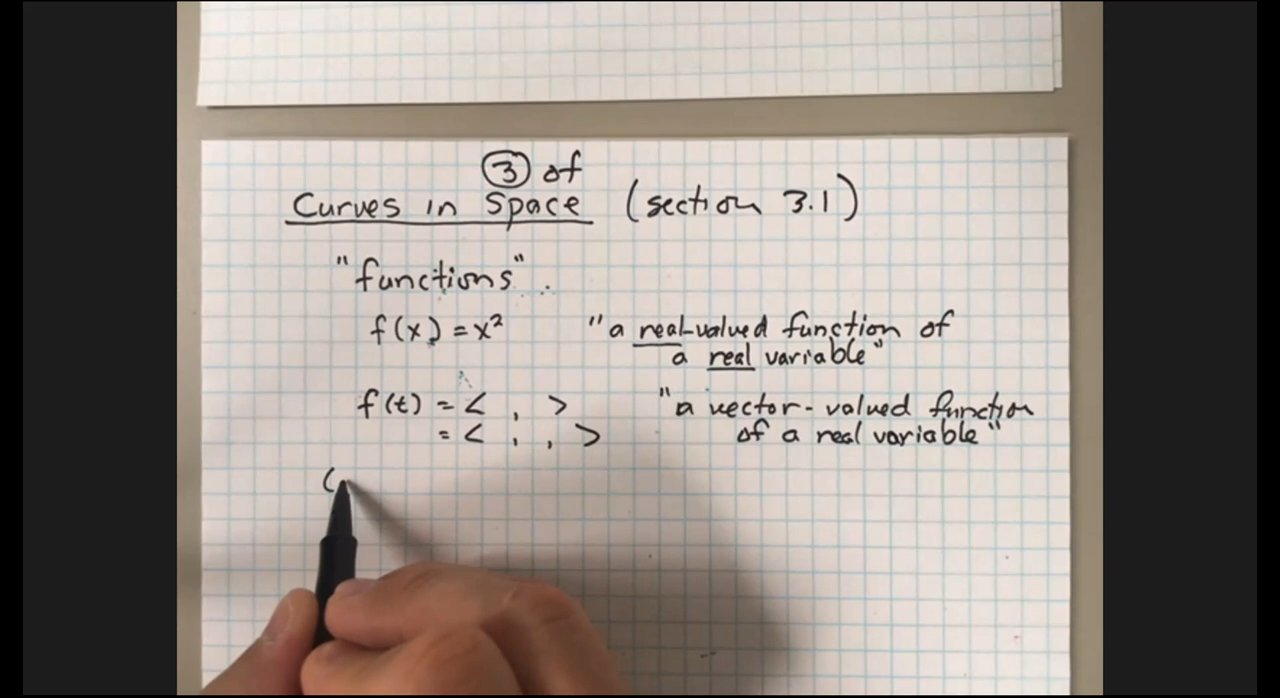 ③ of
Curves in Space (section 3.1)
"functions".
f(x) = x² "a real-valued function of
a real variable"
f(t) = < , > "a vector-valued function
= < , , > of a real variable"
(